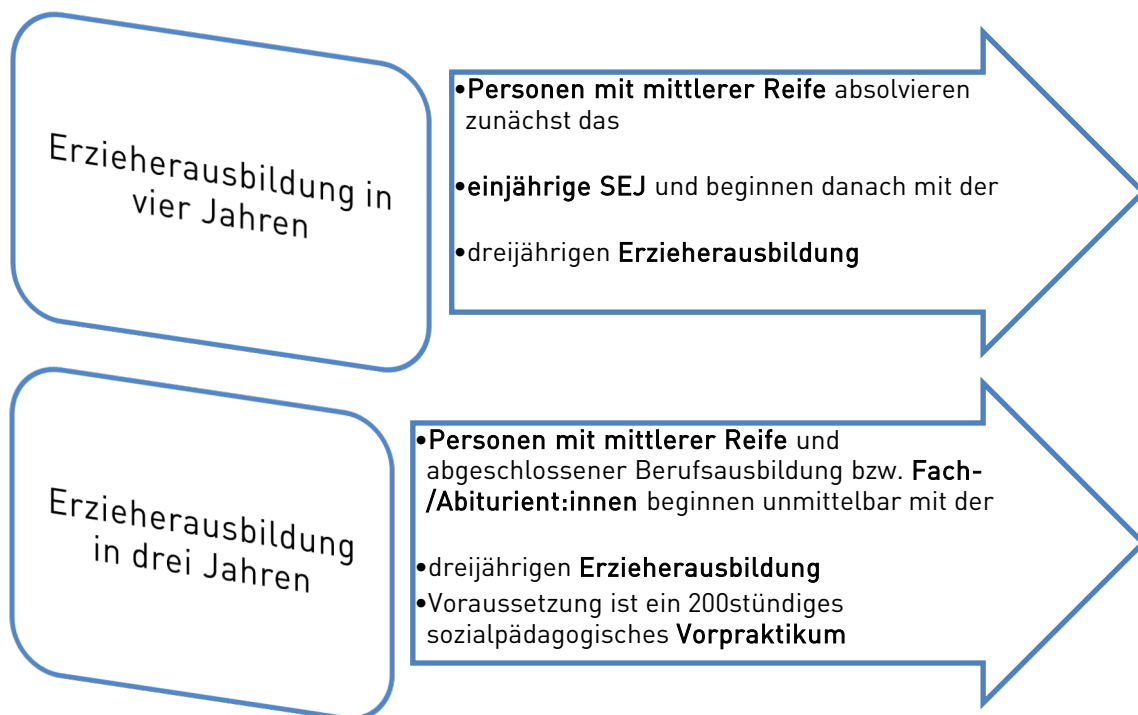 Erzieherausbildung in
vier Jahren
•Personen mit mittlerer Reife absolvieren
zunächst das
•einjährige SEJ und beginnen danach mit der
•dreijährigen Erzieherausbildung
Erzieherausbildung
in drei Jahren
•Personen mit mittlerer Reife und
abgeschlossener Berufsausbildung bzw. Fach-
/Abiturient:innen beginnen unmittelbar mit der
•dreijährigen Erzieherausbildung
•Voraussetzung ist ein 200stündiges
sozialpädagogisches Vorpraktikum